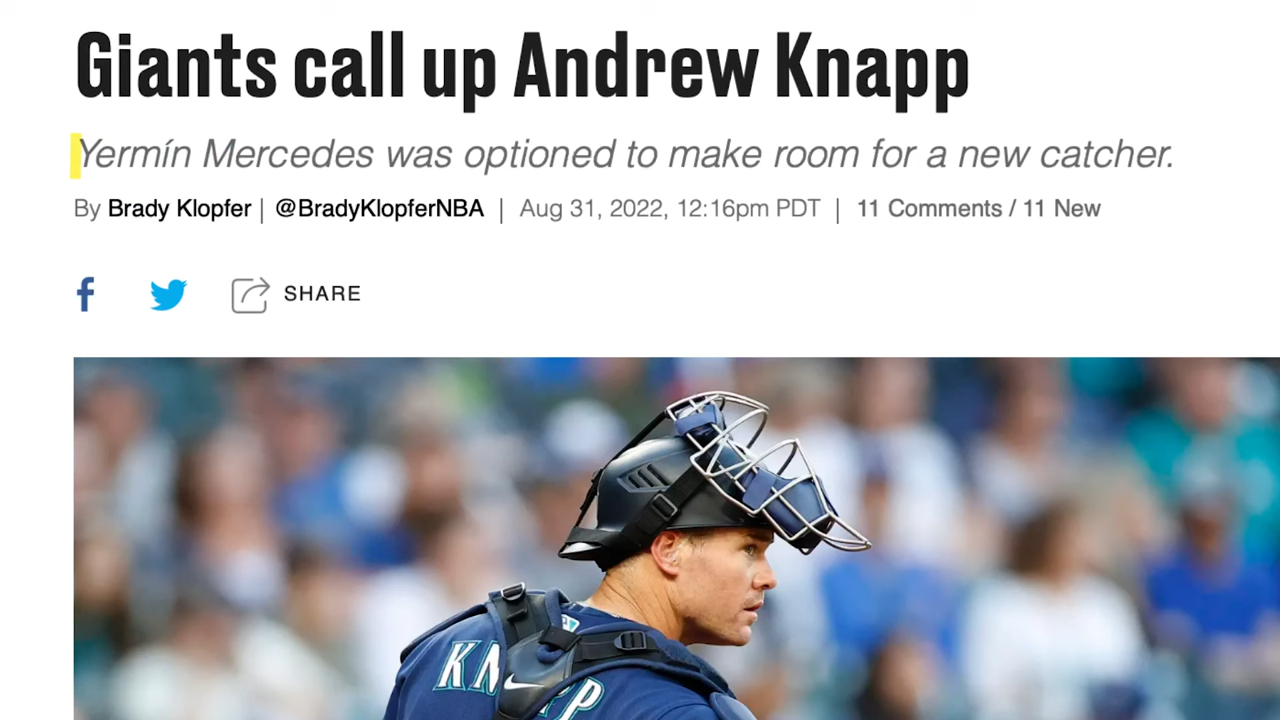 Giants call up Andrew Knapp
Yermín Mercedes was optioned to make room for a new catcher.
By Brady Klopfer | @BradyKlopferNBA | Aug 31, 2022, 12:16pm PDT | 11 Comments / 11 New
SHARE
KNAPP